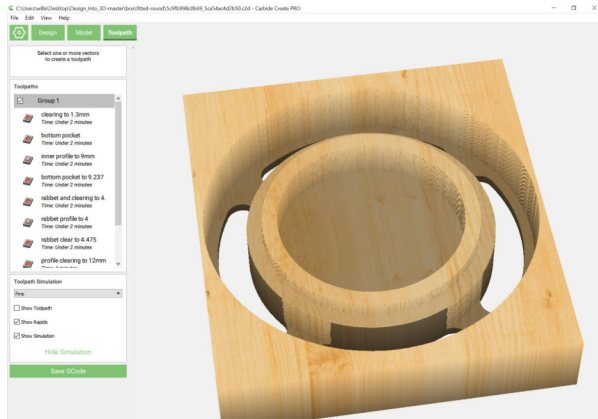 C:\Users\willa\Desktop\Design_Into_3D-master\box\fitted-round\5c9fb998c8b69_5ca54ac4d2b50.c2d - Carbide Create PRO
File Edit View Help
Design Model Toolpath
Select one or more vectors
to create a toolpath
Toolpaths
Group 1
clearing to 1.3mm
Time: Under 2 minutes
bottom pocket
Time: Under 2 minutes
inner profile to 9mm
Time: Under 2 minutes
bottom pocket to 9.237
Time: Under 2 minutes
rabbet and clearing to 4.
Time: Under 2 minutes
rabbet profile to 4
Time: Under 2 minutes
rabbet clear to 4.475
Time: Under 2 minutes
profile clearing to 12mm
Toolpath Simulation
Pine
Show Toolpath
Show Rapids
Show Simulation
Hide Simulation
Save GCode